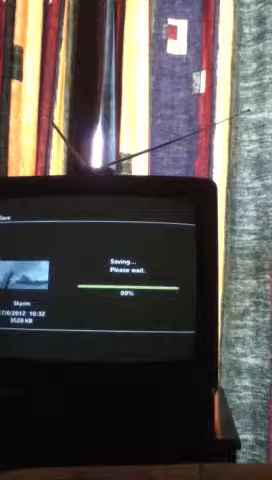 Save
Saving...
Please wait.
99%
Skyrim
7/6/2012 10:32
3528 KB